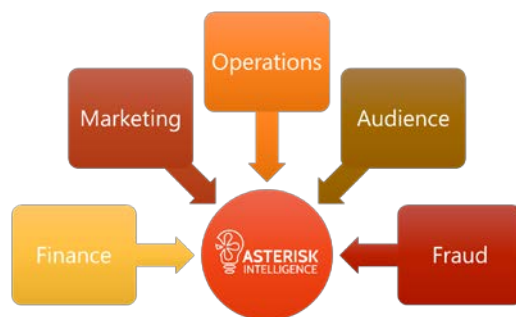 Operations
Marketing
Audience
Finance
ASTERISK
INTELLIGENCE
Fraud